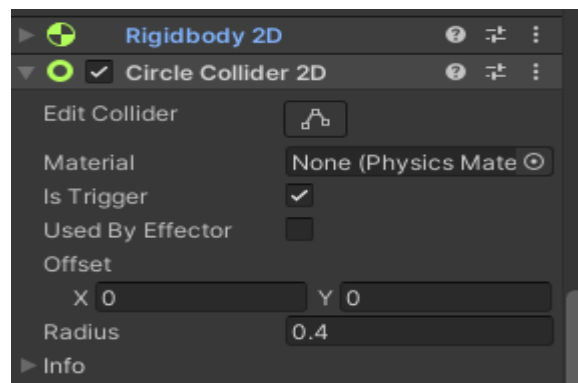 Rigidbody 2D
Circle Collider 2D
Edit Collider
Material None (Physics Mate
Is Trigger
Used By Effector
Offset
X 0 Y 0
Radius 0.4
Info